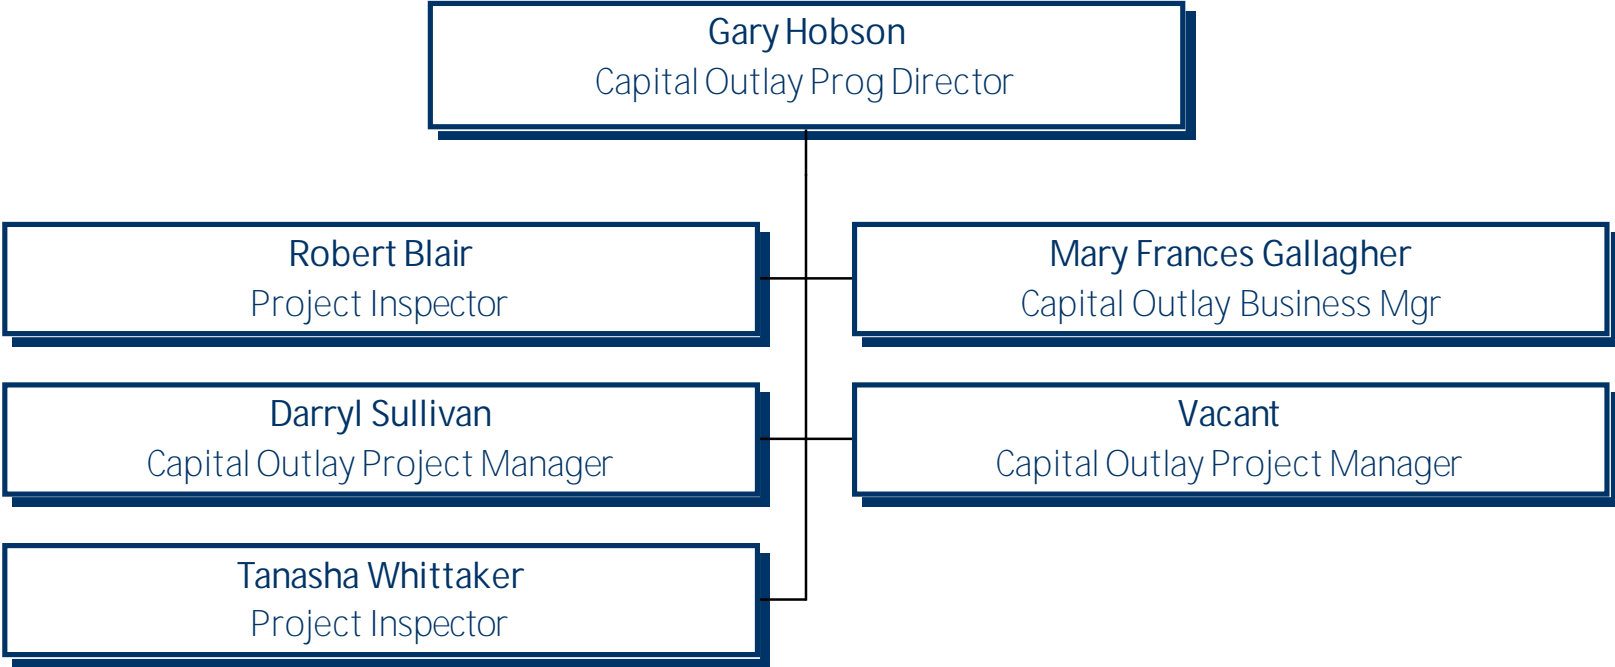 Gary Hobson
Capital Outlay Prog Director
Robert Blair
Project Inspector
Mary Frances Gallagher
Capital Outlay Business Mgr
Darryl Sullivan
Capital Outlay Project Manager
Vacant
Capital Outlay Project Manager
Tanasha Whittaker
Project Inspector